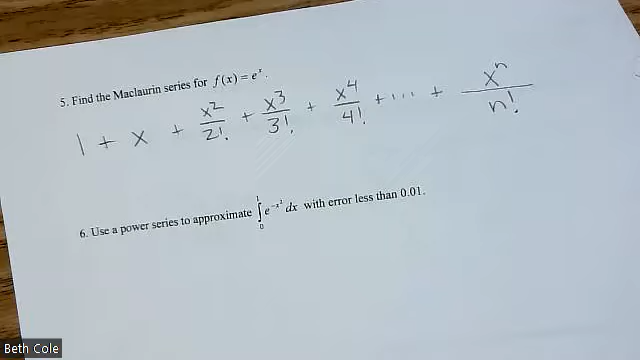 5. Find the Maclaurin series for f(x) = eˣ.
1 + x + x²/2! + x³/3! + x⁴/4! + ... + xⁿ/n!
6. Use a power series to approximate ∫₀¹ e^(-x²) dx with error less than 0.01.
Beth Cole